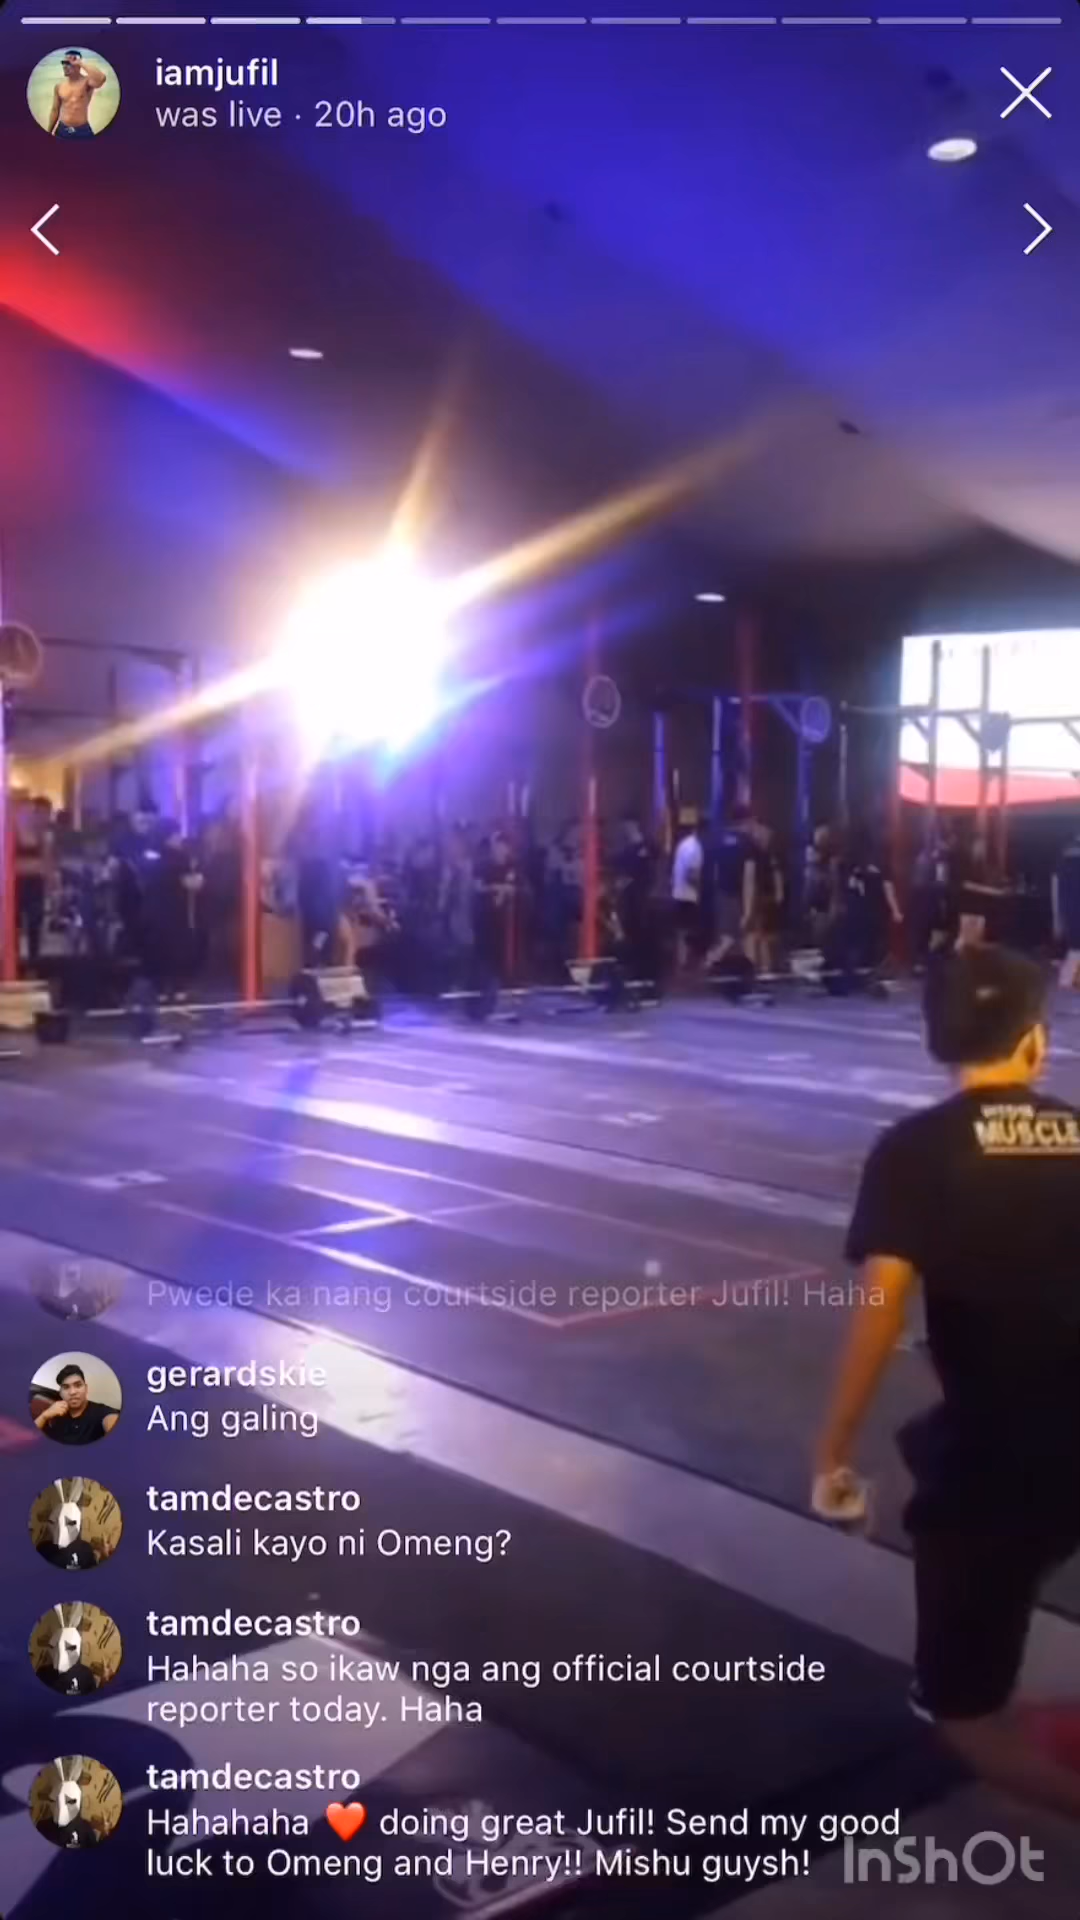 iamjufil
was live · 20h ago
MUSCLE
Pwede ka nang courtside reporter Jufil! Haha
gerardskie
Ang galing
tamdecastro
Kasali kayo ni Omeng?
tamdecastro
Hahaha so ikaw nga ang official courtside
reporter today. Haha
tamdecastro
Hahahaha ❤️ doing great Jufil! Send my good
luck to Omeng and Henry!! Mishu guysh!
InShOt